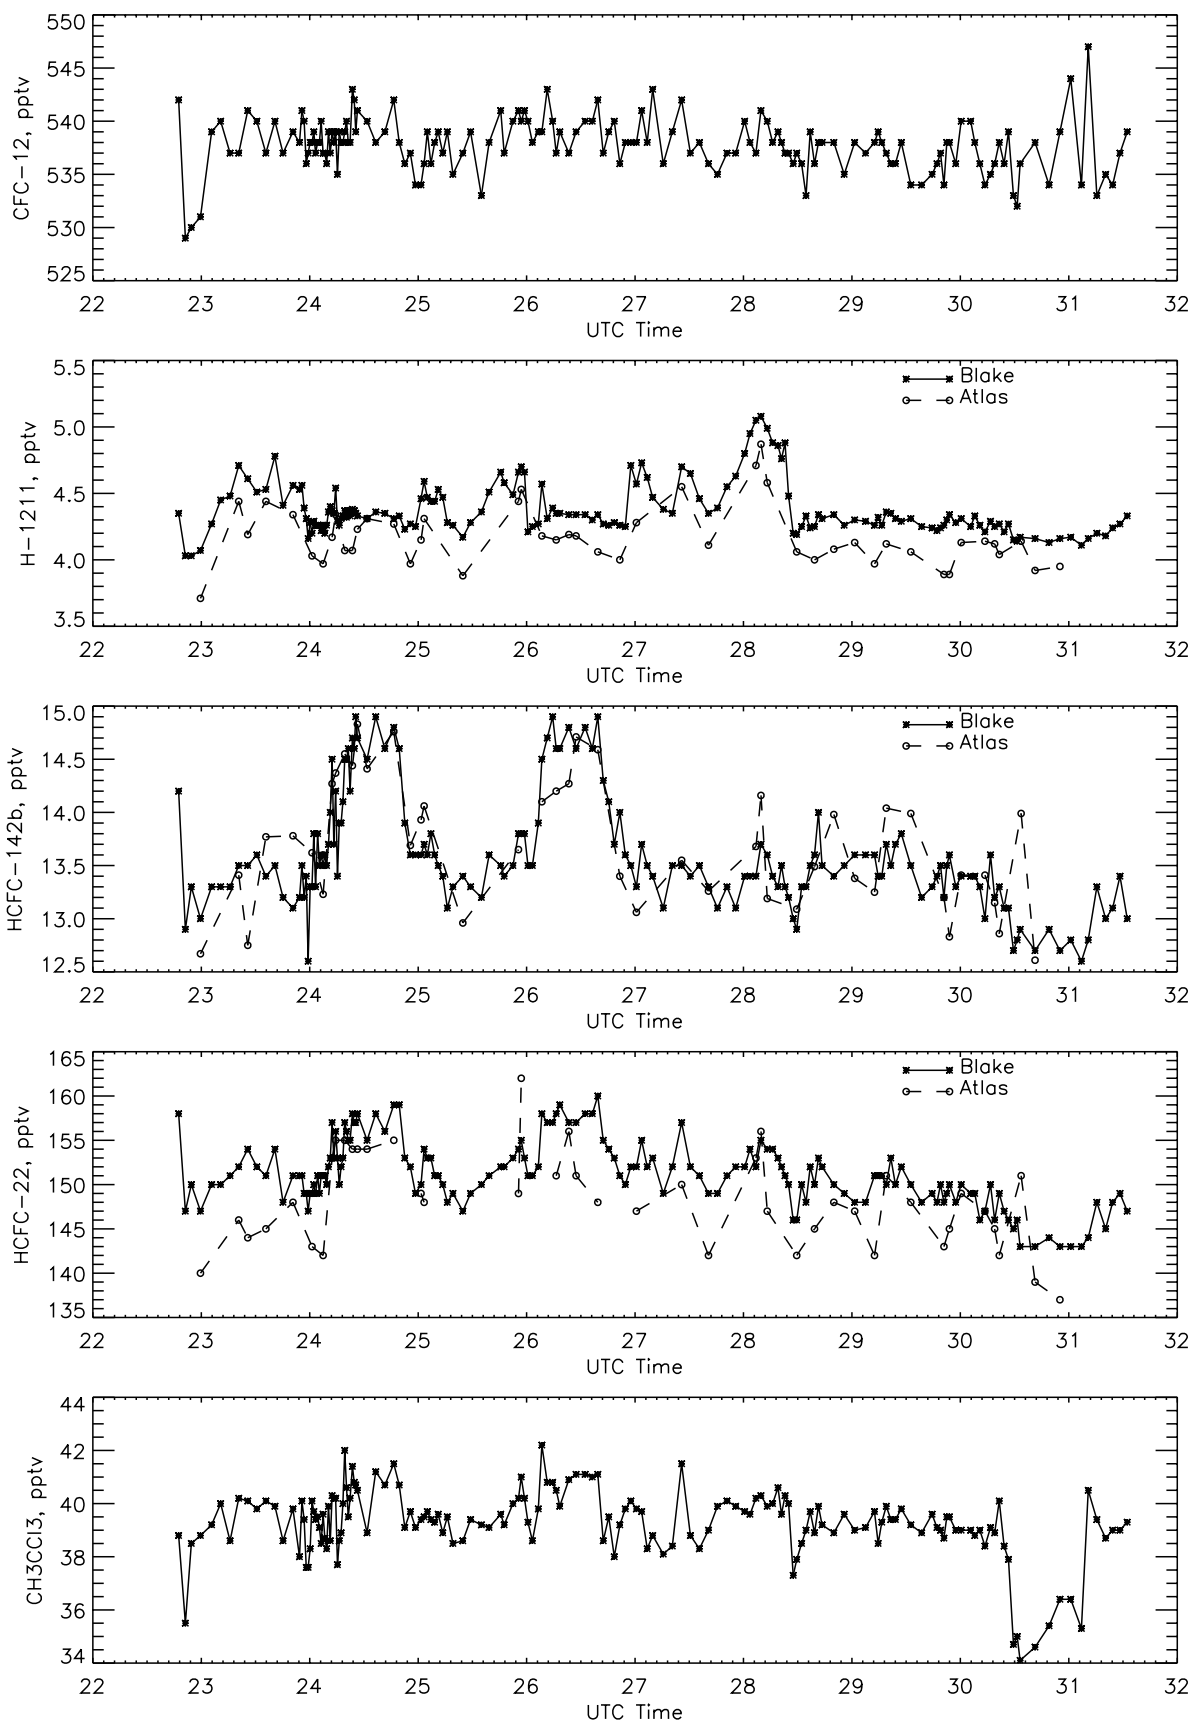 550
545
540
535
530
525
CFC-12, pptv
22 23 24 25 26 27 28 29 30 31 32
UTC Time
5.5
5.0
4.5
4.0
3.5
H-1211, pptv
Blake
Atlas
22 23 24 25 26 27 28 29 30 31 32
UTC Time
15.0
14.5
14.0
13.5
13.0
12.5
HCFC-142b, pptv
Blake
Atlas
22 23 24 25 26 27 28 29 30 31 32
UTC Time
165
160
155
150
145
140
135
HCFC-22, pptv
Blake
Atlas
22 23 24 25 26 27 28 29 30 31 32
UTC Time
44
42
40
38
36
34
CH3CCl3, pptv
22 23 24 25 26 27 28 29 30 31 32
UTC Time